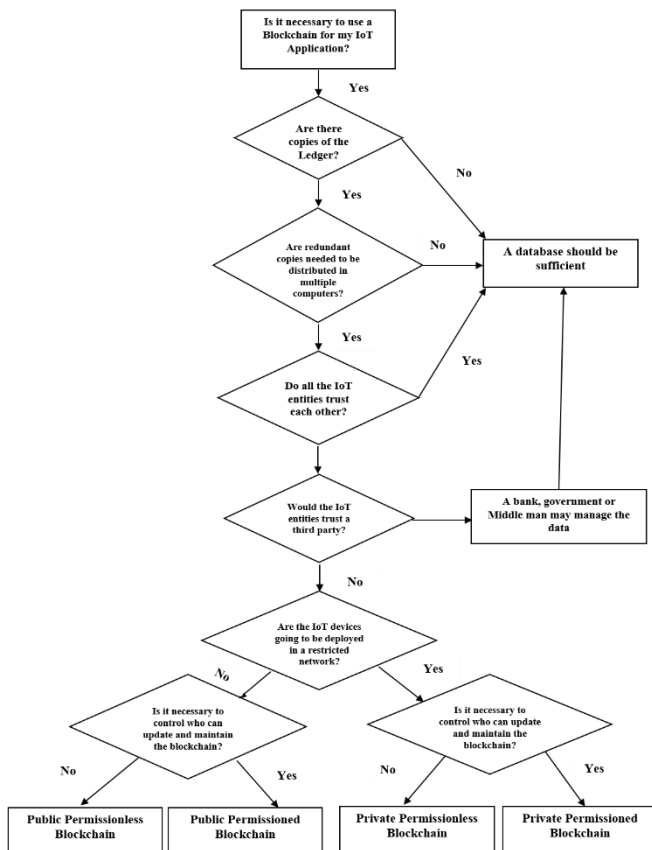 Is it necessary to use a
Blockchain for my IoT
Application?
Yes
Are there
copies of the
Ledger?
No
Yes
Are redundant
copies needed to be
distributed in
multiple
computers?
No
A database should be
sufficient
Yes
Yes
Do all the IoT
entities trust
each other?
Would the IoT
entities trust a
third party?
A bank, government or
Middle man may manage the
data
No
Are the IoT devices
going to be deployed
in a restricted
network?
No
Yes
Is it necessary to
control who can
update and maintain
the blockchain?
Is it necessary to
control who can update
and maintain the
blockchain?
No
Yes
No
Yes
Public Permissionless
Blockchain
Public Permissioned
Blockchain
Private Permissionless
Blockchain
Private Permissioned
Blockchain